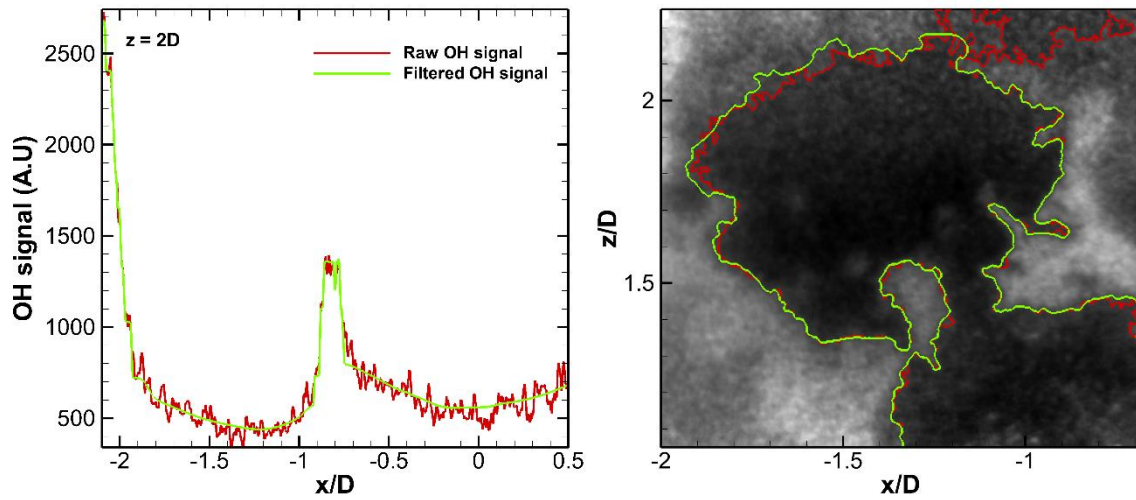 z = 2D
Raw OH signal
Filtered OH signal
OH signal (A.U)
2500
2000
1500
1000
500
-2 -1.5 -1 -0.5 0 0.5
x/D
z/D
2
1.5
-2 -1.5 -1
x/D